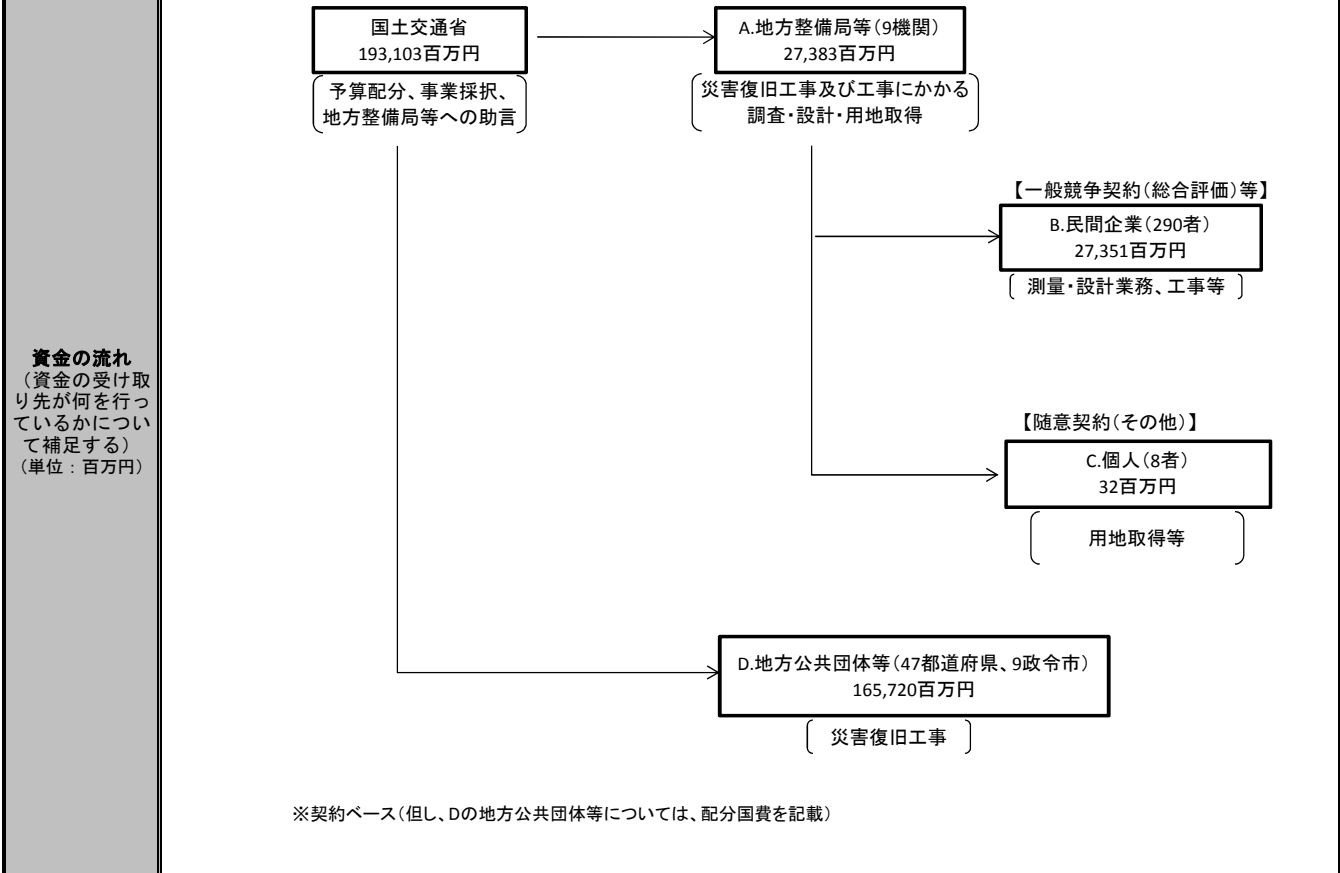 資金の流れ
（資金の受け取
り先が何を行っ
ているかについ
て補足する）
（単位：百万円）
国土交通省
193,103百万円
予算配分、事業採択、
地方整備局等への助言
A.地方整備局等（9機関）
27,383百万円
災害復旧工事及び工事にかかる
調査・設計・用地取得
【一般競争契約（総合評価）等】
B.民間企業（290者）
27,351百万円
測量・設計業務、工事等
【随意契約（その他）】
C.個人（8者）
32百万円
用地取得等
D.地方公共団体等（47都道府県、9政令市）
165,720百万円
災害復旧工事
※契約ベース（但し、Dの地方公共団体等については、配分国費を記載）